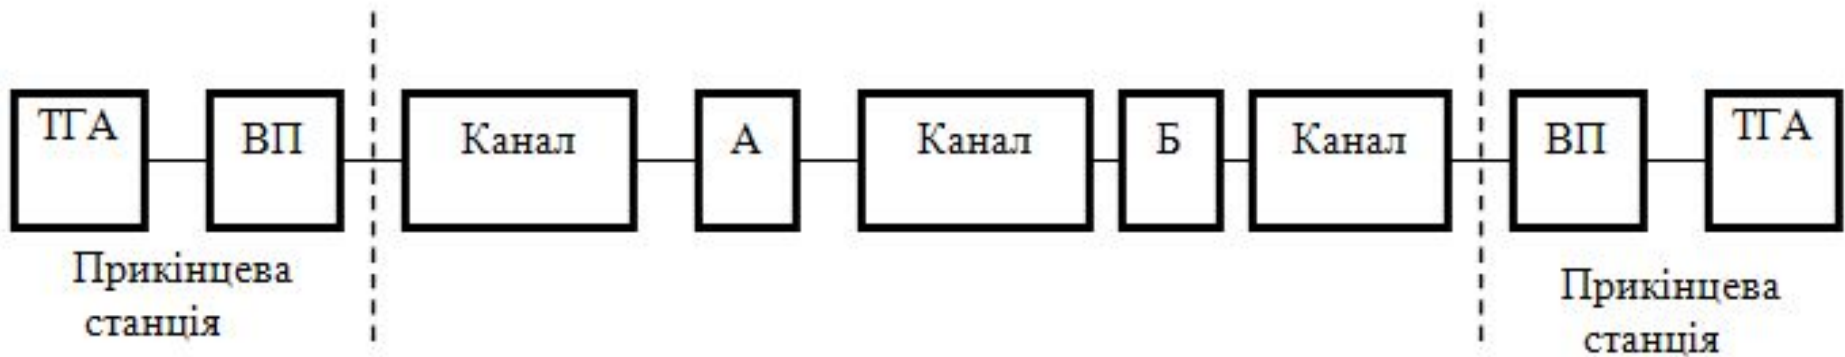 ТГА
ВП
Канал
А
Канал
Б
Канал
ВП
ТГА
Прикінцева
станція
Прикінцева
станція